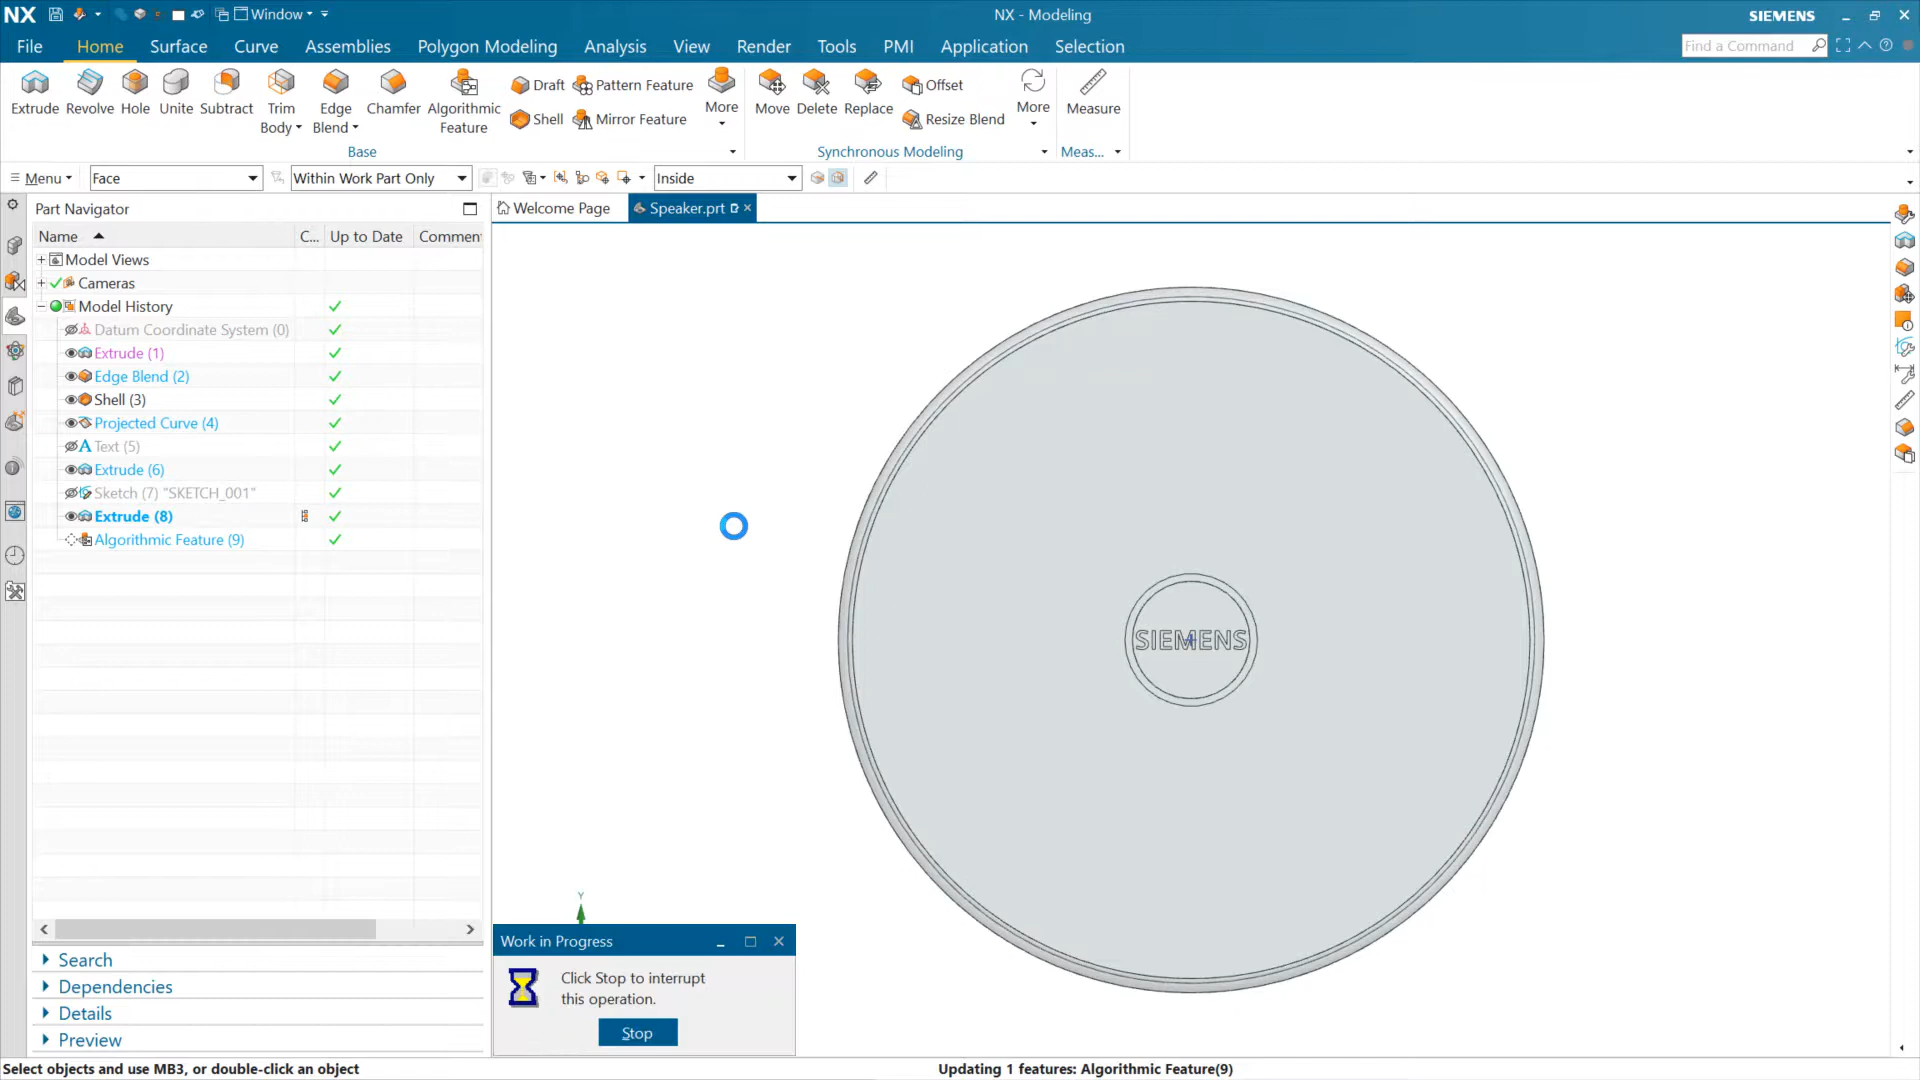 NX
Window
NX - Modeling
SIEMENS
File
Home
Surface
Curve
Assemblies
Polygon Modeling
Analysis
View
Render
Tools
PMI
Application
Selection
Find a Command
Extrude
Revolve
Hole
Unite
Subtract
Trim
Body
Edge
Blend
Chamfer
Algorithmic
Feature
Draft
Pattern Feature
Shell
Mirror Feature
More
Move
Delete
Replace
Offset
Resize Blend
More
Measure
Base
Synchronous Modeling
Meas...
Menu
Face
Within Work Part Only
Inside
Part Navigator
Welcome Page
Speaker.prt
Name
C...
Up to Date
Commen
Model Views
Cameras
Model History
Datum Coordinate System (0)
Extrude (1)
Edge Blend (2)
Shell (3)
Projected Curve (4)
A Text (5)
Extrude (6)
Sketch (7) "SKETCH_001"
Extrude (8)
Algorithmic Feature (9)
SIEMENS
Y
Work in Progress
Click Stop to interrupt
this operation.
Stop
Search
Dependencies
Details
Preview
Select objects and use MB3, or double-click an object
Updating 1 features: Algorithmic Feature(9)